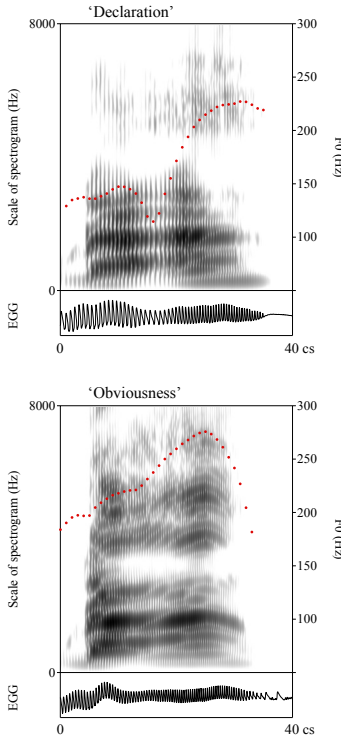 ‘Declaration’
8000
300
250
200
150
100
0
Scale of spectrogram (Hz)
F0 (Hz)
EGG
0
40 cs
‘Obviousness’
8000
300
250
200
150
100
0
Scale of spectrogram (Hz)
F0 (Hz)
EGG
0
40 cs